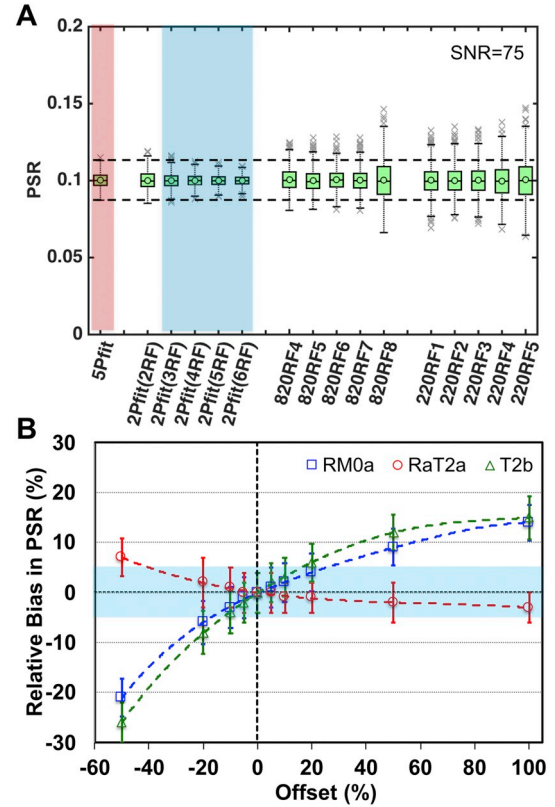 A
0.2
0.15
0.1
0.05
0
PSR
SNR=75
5Pfit
2Pfit(2RF)
2Pfit(3RF)
2Pfit(4RF)
2Pfit(5RF)
2Pfit(6RF)
820RF4
820RF5
820RF6
820RF7
820RF8
220RF1
220RF2
220RF3
220RF4
220RF5
B
30
20
10
0
-10
-20
-30
Relative Bias in PSR (%)
RM0a RaT2a T2b
-60 -40 -20 0 20 40 60 80 100
Offset (%)